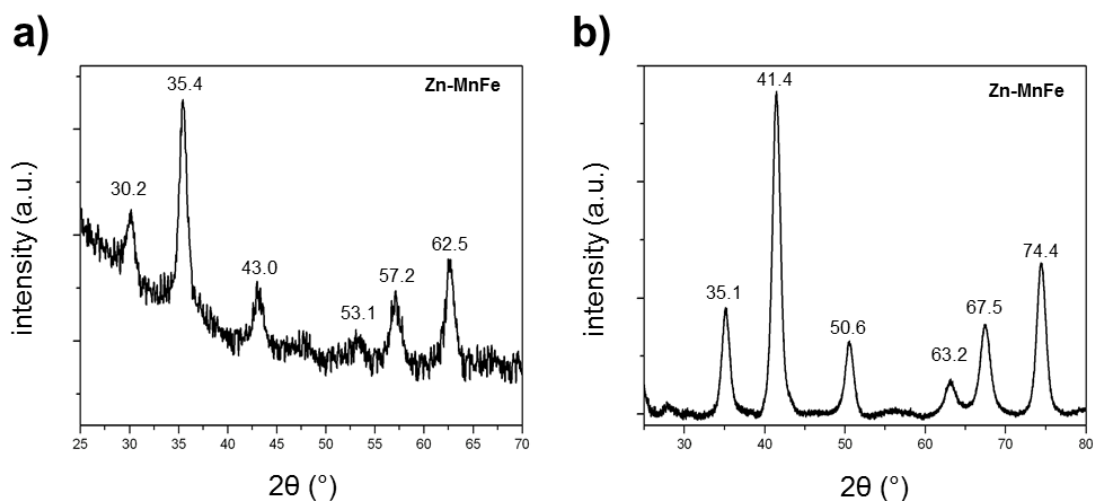 a)
Zn-MnFe
intensity (a.u.)
30.2
35.4
43.0
53.1
57.2
62.5
25 30 35 40 45 50 55 60 65 70
2θ (°)
b)
Zn-MnFe
intensity (a.u.)
35.1
41.4
50.6
63.2
67.5
74.4
30 40 50 60 70 80
2θ (°)